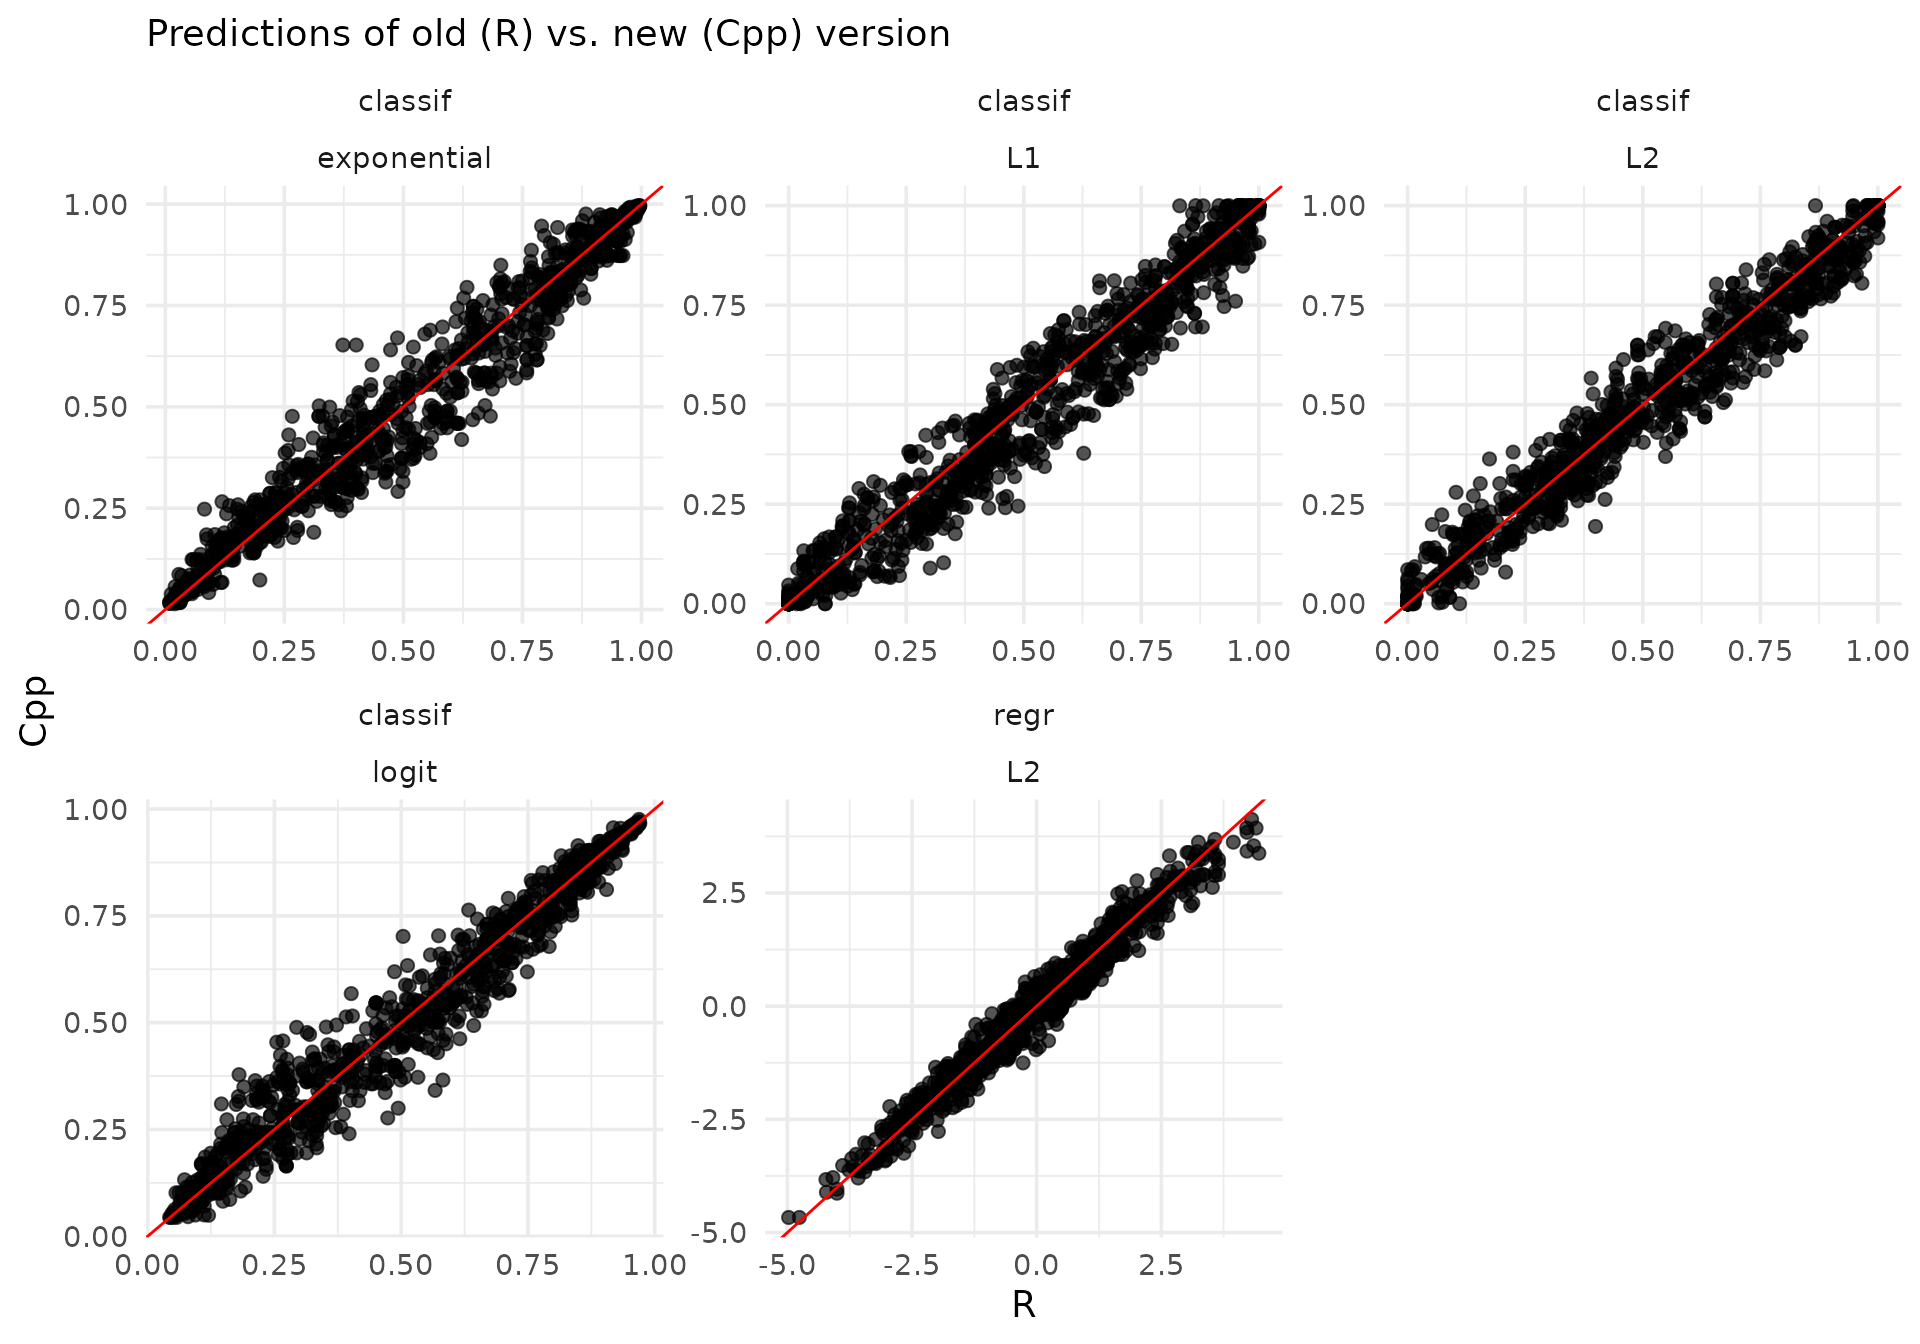 Predictions of old (R) vs. new (Cpp) version
classif classif classif
exponential L1 L2
1.00 1.00 1.00
0.75 0.75 0.75
0.50 0.50 0.50
0.25 0.25 0.25
0.00 0.00 0.00
0.00 0.25 0.50 0.75 1.00 0.00 0.25 0.50 0.75 1.00 0.00 0.25 0.50 0.75 1.00
Cpp
classif regr
logit L2
1.00
0.75 2.5
0.50 0.0
0.25 -2.5
0.00 -5.0
0.00 0.25 0.50 0.75 1.00 -5.0 -2.5 0.0 2.5
R